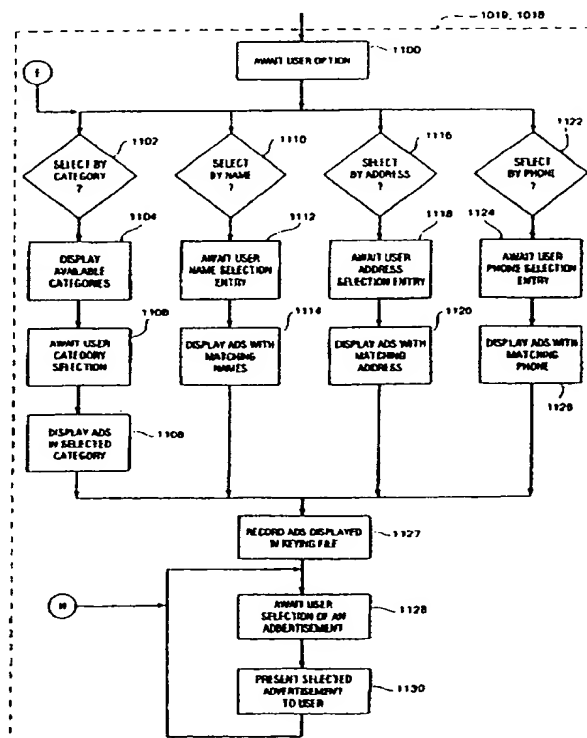 1019, 1018
1100
AWAIT USER OPTION
f
1102
SELECT BY
CATEGORY
?
1110
SELECT
BY NAME
?
1116
SELECT
BY ADDRESS
?
1122
SELECT
BY PHONE
?
1104
DISPLAY
AVAILABLE
CATEGORIES
1112
AWAIT USER
NAME SELECTION
ENTRY
1118
AWAIT USER
ADDRESS
SELECTION ENTRY
1124
AWAIT USER
PHONE SELECTION
ENTRY
1106
AWAIT USER
CATEGORY
SELECTION
1114
DISPLAY ADS WITH
MATCHING
NAMES
1120
DISPLAY ADS WITH
MATCHING
ADDRESS
DISPLAY ADS WITH
MATCHING
PHONE
1126
DISPLAY ADS
IN SELECTED
CATEGORY
1108
RECORD ADS DISPLAYED
IN KEYING FILE
1127
AWAIT USER
SELECTION OF AN
ADBERTISEMENT
1128
PRESENT SELECTED
ADVERTISEMENT
TO USER
1130